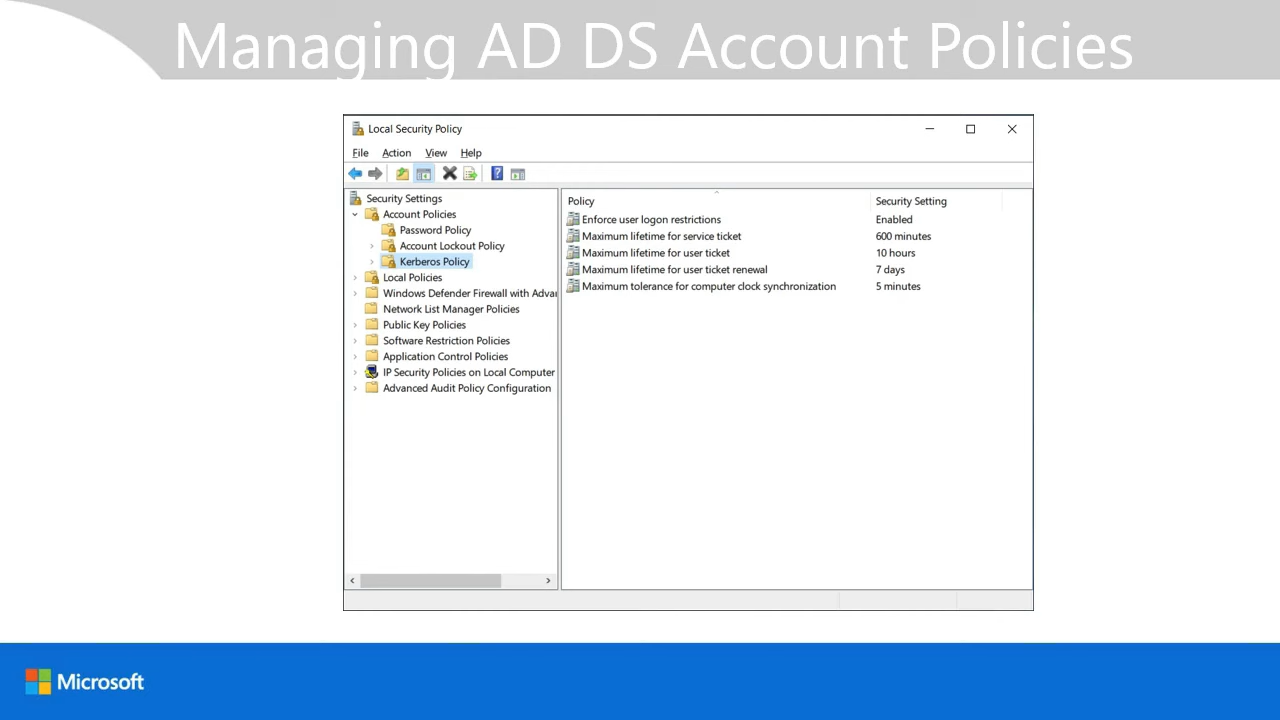 Managing AD DS Account Policies
Local Security Policy
File Action View Help
Security Settings
Account Policies
Password Policy
Account Lockout Policy
Kerberos Policy
Local Policies
Windows Defender Firewall with Advar
Network List Manager Policies
Public Key Policies
Software Restriction Policies
Application Control Policies
IP Security Policies on Local Computer
Advanced Audit Policy Configuration
Policy Security Setting
Enforce user logon restrictions Enabled
Maximum lifetime for service ticket 600 minutes
Maximum lifetime for user ticket 10 hours
Maximum lifetime for user ticket renewal 7 days
Maximum tolerance for computer clock synchronization 5 minutes
Microsoft